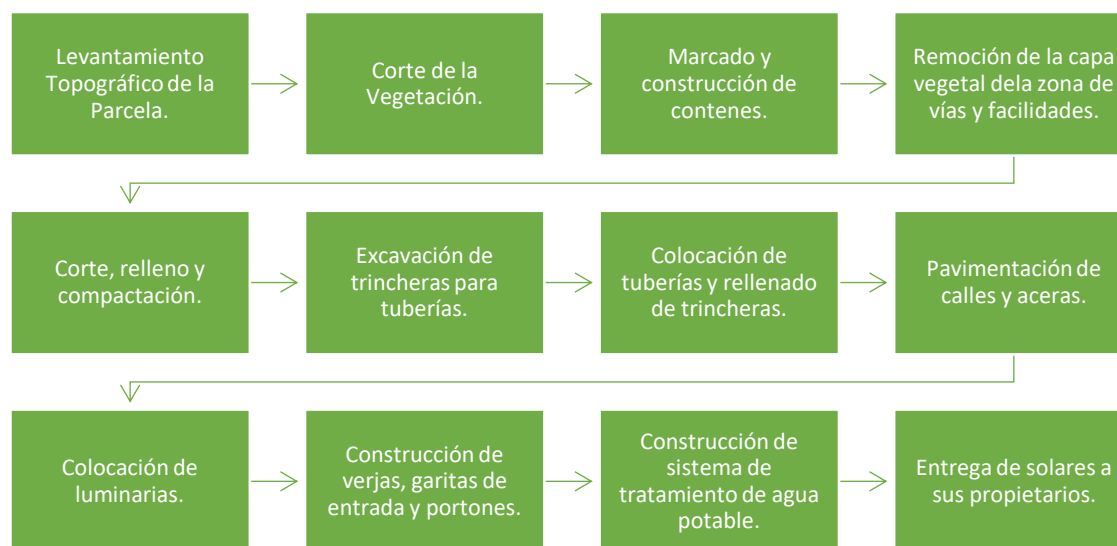 Levantamiento
Topográfico de la
Parcela.
Corte de la
Vegetación.
Marcado y
construcción de
contenes.
Remoción de la capa
vegetal dela zona de
vías y facilidades.
Corte, relleno y
compactación.
Excavación de
trincheras para
tuberías.
Colocación de
tuberías y rellenado
de trincheras.
Pavimentación de
calles y aceras.
Colocación de
luminarias.
Construcción de
verjas, garitas de
entrada y portones.
Construcción de
sistema de
tratamiento de agua
potable.
Entrega de solares a
sus propietarios.